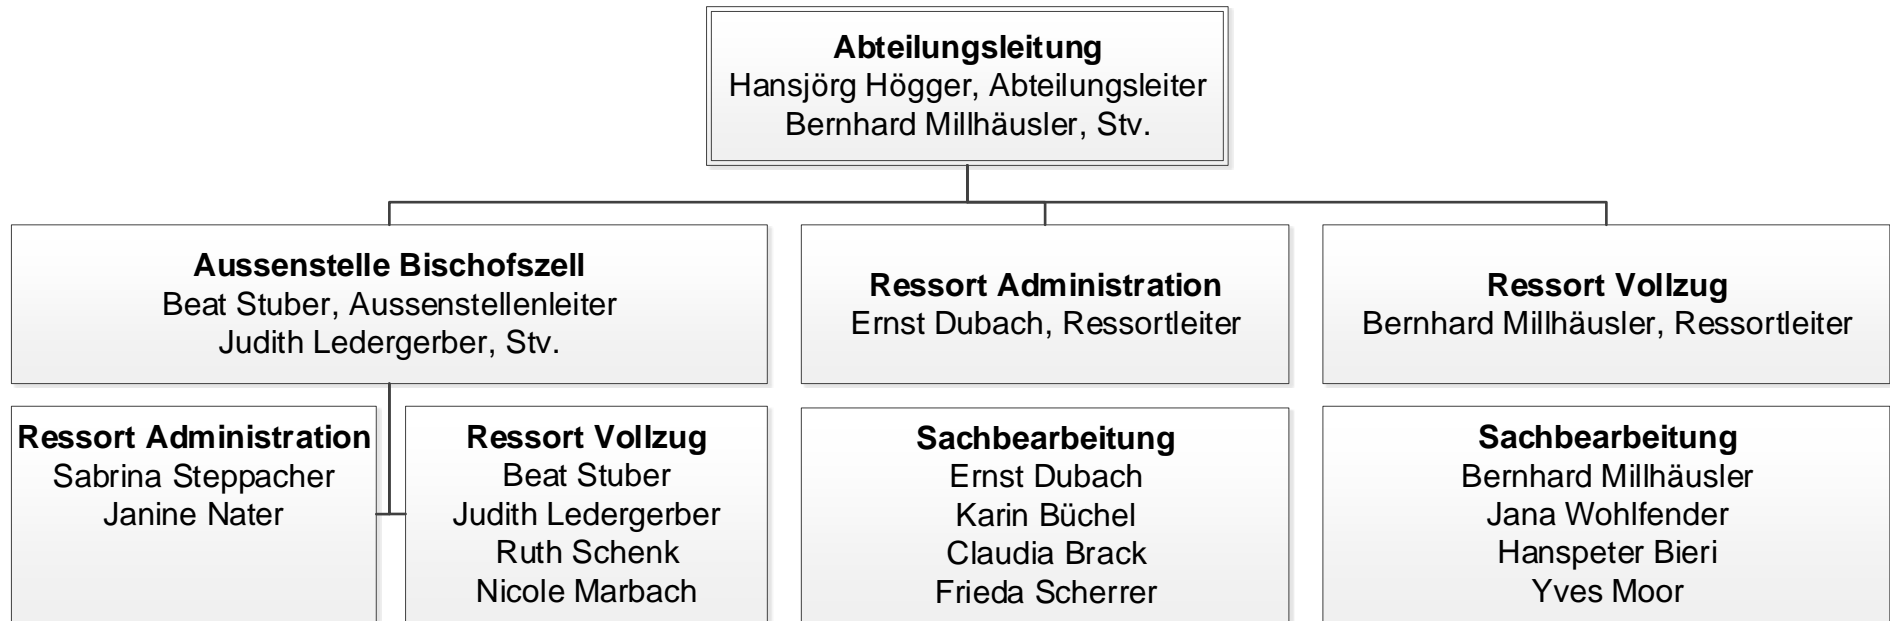 Abteilungsleitung
Hansjörg Högger, Abteilungsleiter
Bernhard Millhäusler, Stv.
Aussenstelle Bischofszell
Beat Stuber, Aussenstellenleiter
Judith Ledergerber, Stv.
Ressort Administration
Ernst Dubach, Ressortleiter
Ressort Vollzug
Bernhard Millhäusler, Ressortleiter
Ressort Administration
Sabrina Steppacher
Janine Nater
Ressort Vollzug
Beat Stuber
Judith Ledergerber
Ruth Schenk
Nicole Marbach
Sachbearbeitung
Ernst Dubach
Karin Büchel
Claudia Brack
Frieda Scherrer
Sachbearbeitung
Bernhard Millhäusler
Jana Wohlfender
Hanspeter Bieri
Yves Moor